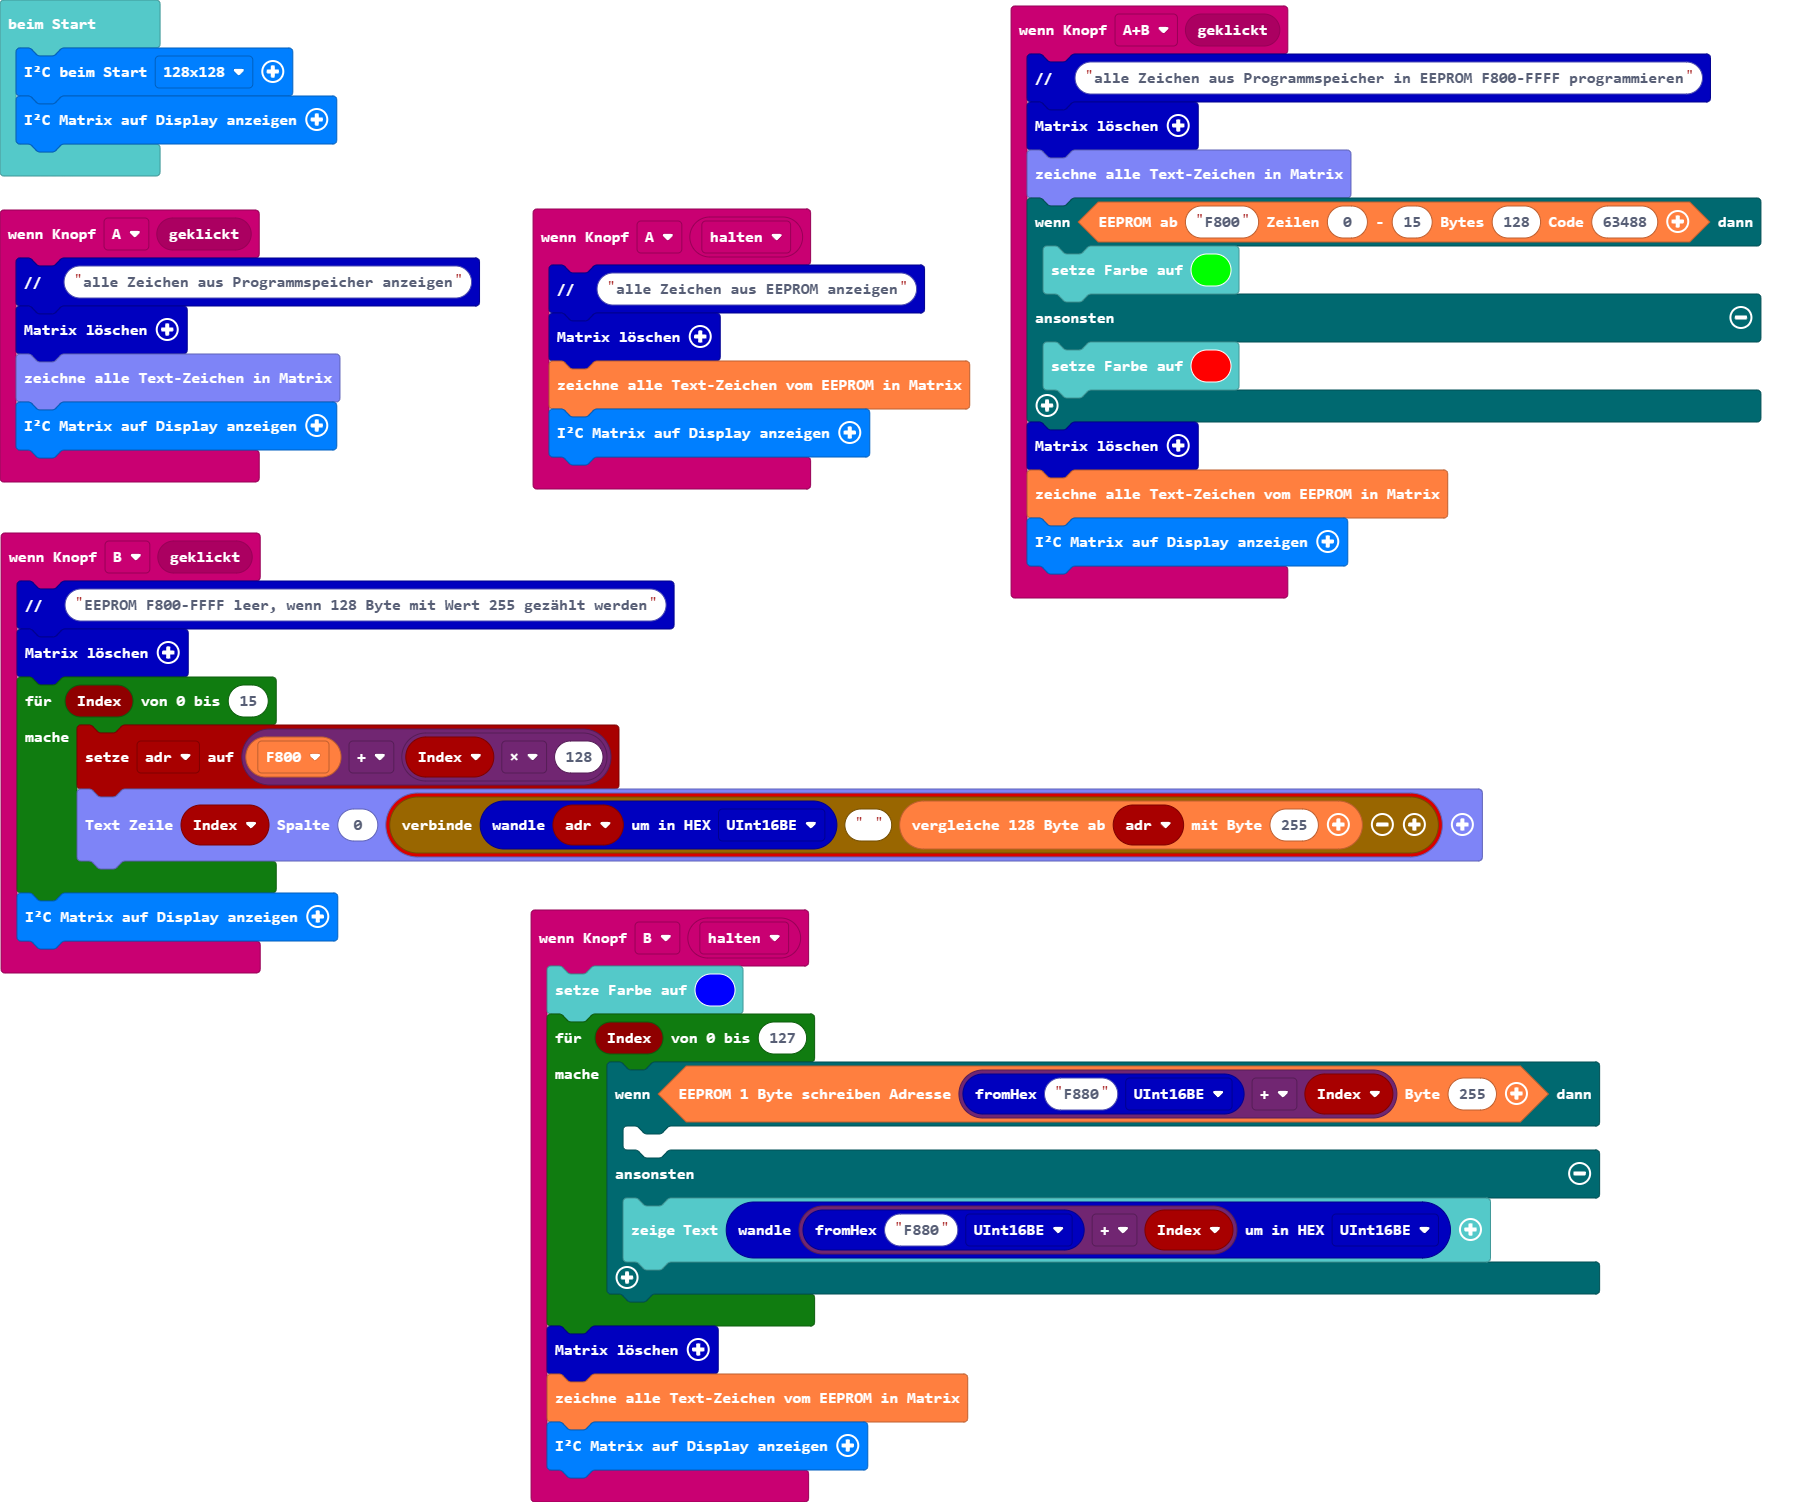 beim Start
I²C beim Start 128x128
I²C Matrix auf Display anzeigen
wenn Knopf A geklickt
// "alle Zeichen aus Programmspeicher anzeigen"
Matrix löschen
zeichne alle Text-Zeichen in Matrix
I²C Matrix auf Display anzeigen
wenn Knopf A halten
// "alle Zeichen aus EEPROM anzeigen"
Matrix löschen
zeichne alle Text-Zeichen vom EEPROM in Matrix
I²C Matrix auf Display anzeigen
wenn Knopf A+B geklickt
// "alle Zeichen aus Programmspeicher in EEPROM F800-FFFF programmieren"
Matrix löschen
zeichne alle Text-Zeichen in Matrix
wenn EEPROM ab "F800" Zeilen 0 - 15 Bytes 128 Code 63488 dann
setze Farbe auf
ansonsten
setze Farbe auf
Matrix löschen
zeichne alle Text-Zeichen vom EEPROM in Matrix
I²C Matrix auf Display anzeigen
wenn Knopf B geklickt
// "EEPROM F800-FFFF leer, wenn 128 Byte mit Wert 255 gezählt werden"
Matrix löschen
für Index von 0 bis 15
mache
setze adr auf F800 + Index × 128
Text Zeile Index Spalte 0 verbinde wandle adr um in HEX UInt16BE " " vergleiche 128 Byte ab adr mit Byte 255
I²C Matrix auf Display anzeigen
wenn Knopf B halten
setze Farbe auf
für Index von 0 bis 127
mache
wenn EEPROM 1 Byte schreiben Adresse fromHex "F880" UInt16BE + Index Byte 255 dann
ansonsten
zeige Text wandle fromHex "F880" UInt16BE + Index um in HEX UInt16BE
Matrix löschen
zeichne alle Text-Zeichen vom EEPROM in Matrix
I²C Matrix auf Display anzeigen